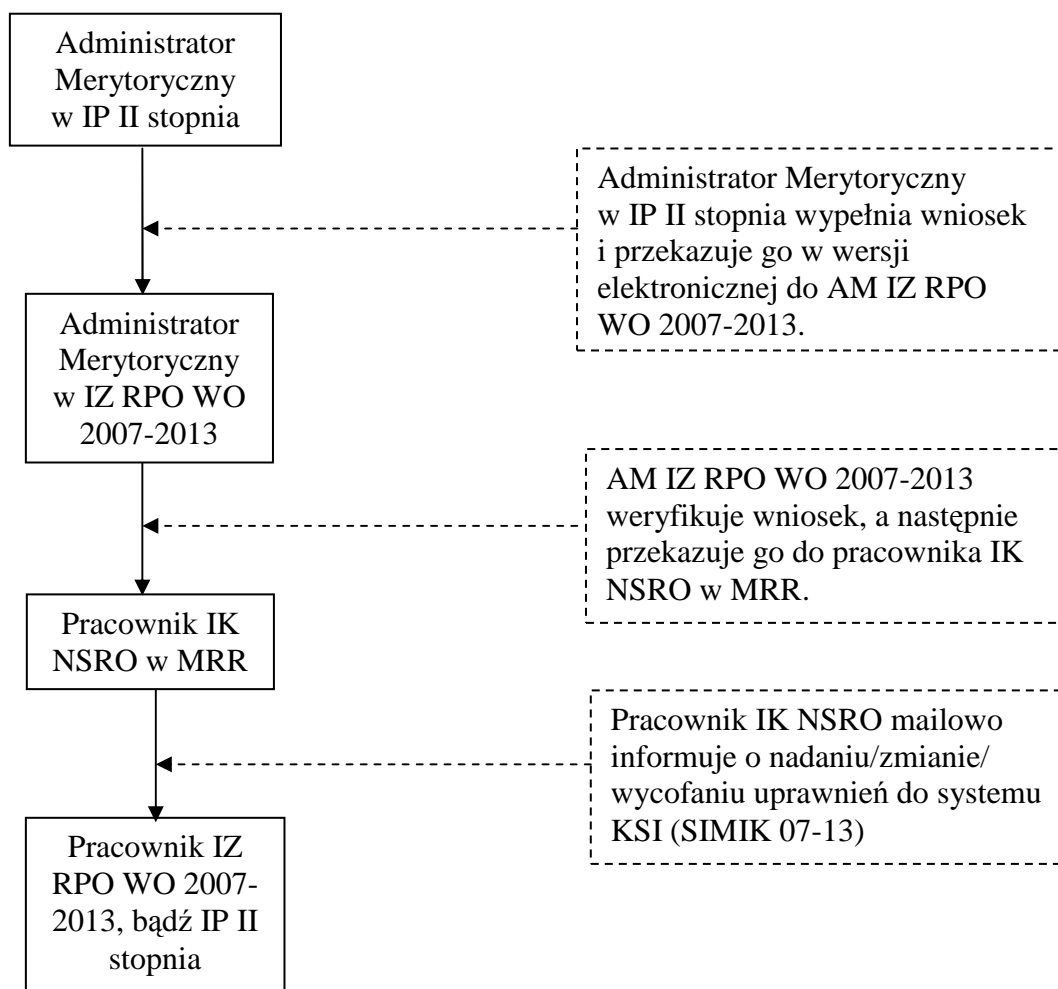 Administrator
Merytoryczny
w IP II stopnia
Administrator Merytoryczny
w IP II stopnia wypełnia wniosek
i przekazuje go w wersji
elektronicznej do AM IZ RPO
WO 2007-2013.
Administrator
Merytoryczny
w IZ RPO WO
2007-2013
AM IZ RPO WO 2007-2013
weryfikuje wniosek, a następnie
przekazuje go do pracownika IK
NSRO w MRR.
Pracownik IK
NSRO w MRR
Pracownik IK NSRO mailowo
informuje o nadaniu/zmianie/
wycofaniu uprawnień do systemu
KSI (SIMIK 07-13)
Pracownik IZ
RPO WO 2007-
2013, bądź IP II
stopnia